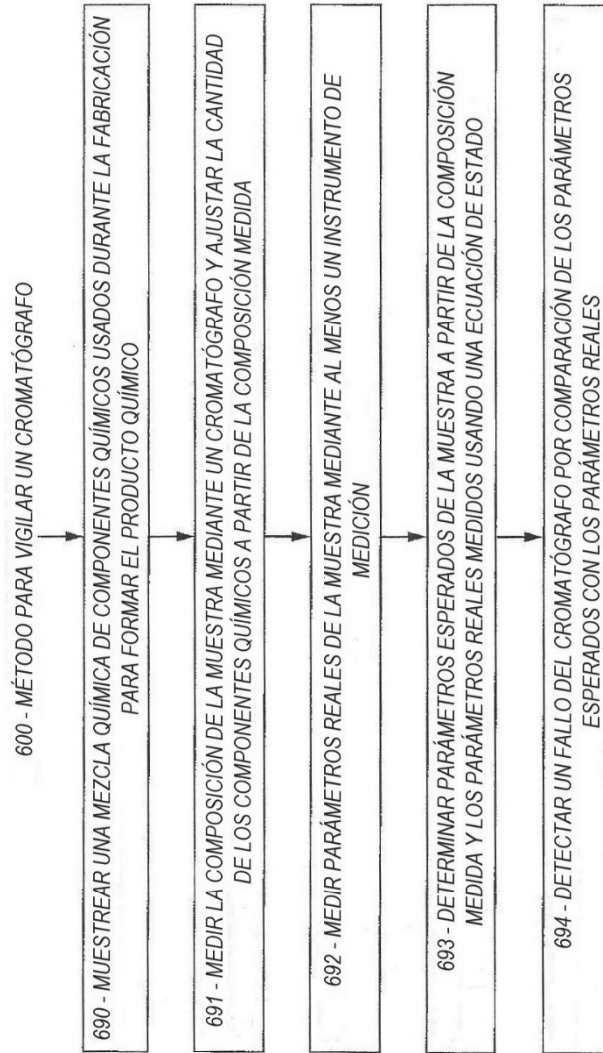 600 - MÉTODO PARA VIGILAR UN CROMATÓGRAFO
690 - MUESTREAR UNA MEZCLA QUÍMICA DE COMPONENTES QUÍMICOS USADOS DURANTE LA FABRICACIÓN
PARA FORMAR EL PRODUCTO QUÍMICO
691 - MEDIR LA COMPOSICIÓN DE LA MUESTRA MEDIANTE UN CROMATÓGRAFO Y AJUSTAR LA CANTIDAD
DE LOS COMPONENTES QUÍMICOS A PARTIR DE LA COMPOSICIÓN MEDIDA
692 - MEDIR PARÁMETROS REALES DE LA MUESTRA MEDIANTE AL MENOS UN INSTRUMENTO DE
MEDICIÓN
693 - DETERMINAR PARÁMETROS ESPERADOS DE LA MUESTRA A PARTIR DE LA COMPOSICIÓN
MEDIDA Y LOS PARÁMETROS REALES MEDIDOS USANDO UNA ECUACIÓN DE ESTADO
694 - DETECTAR UN FALLO DEL CROMATÓGRAFO POR COMPARACIÓN DE LOS PARÁMETROS
ESPERADOS CON LOS PARÁMETROS REALES